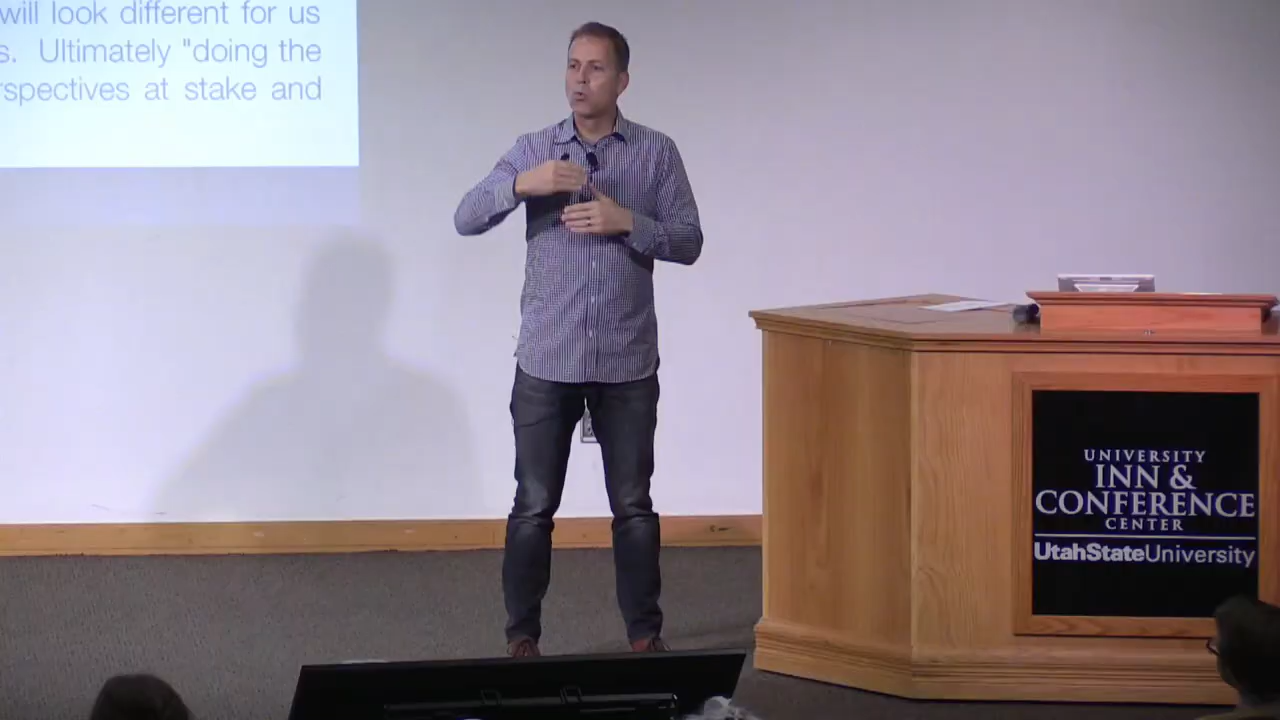 will look different for us
s. Ultimately "doing the
rspectives at stake and
UNIVERSITY
INN &
CONFERENCE
CENTER
UtahStateUniversity